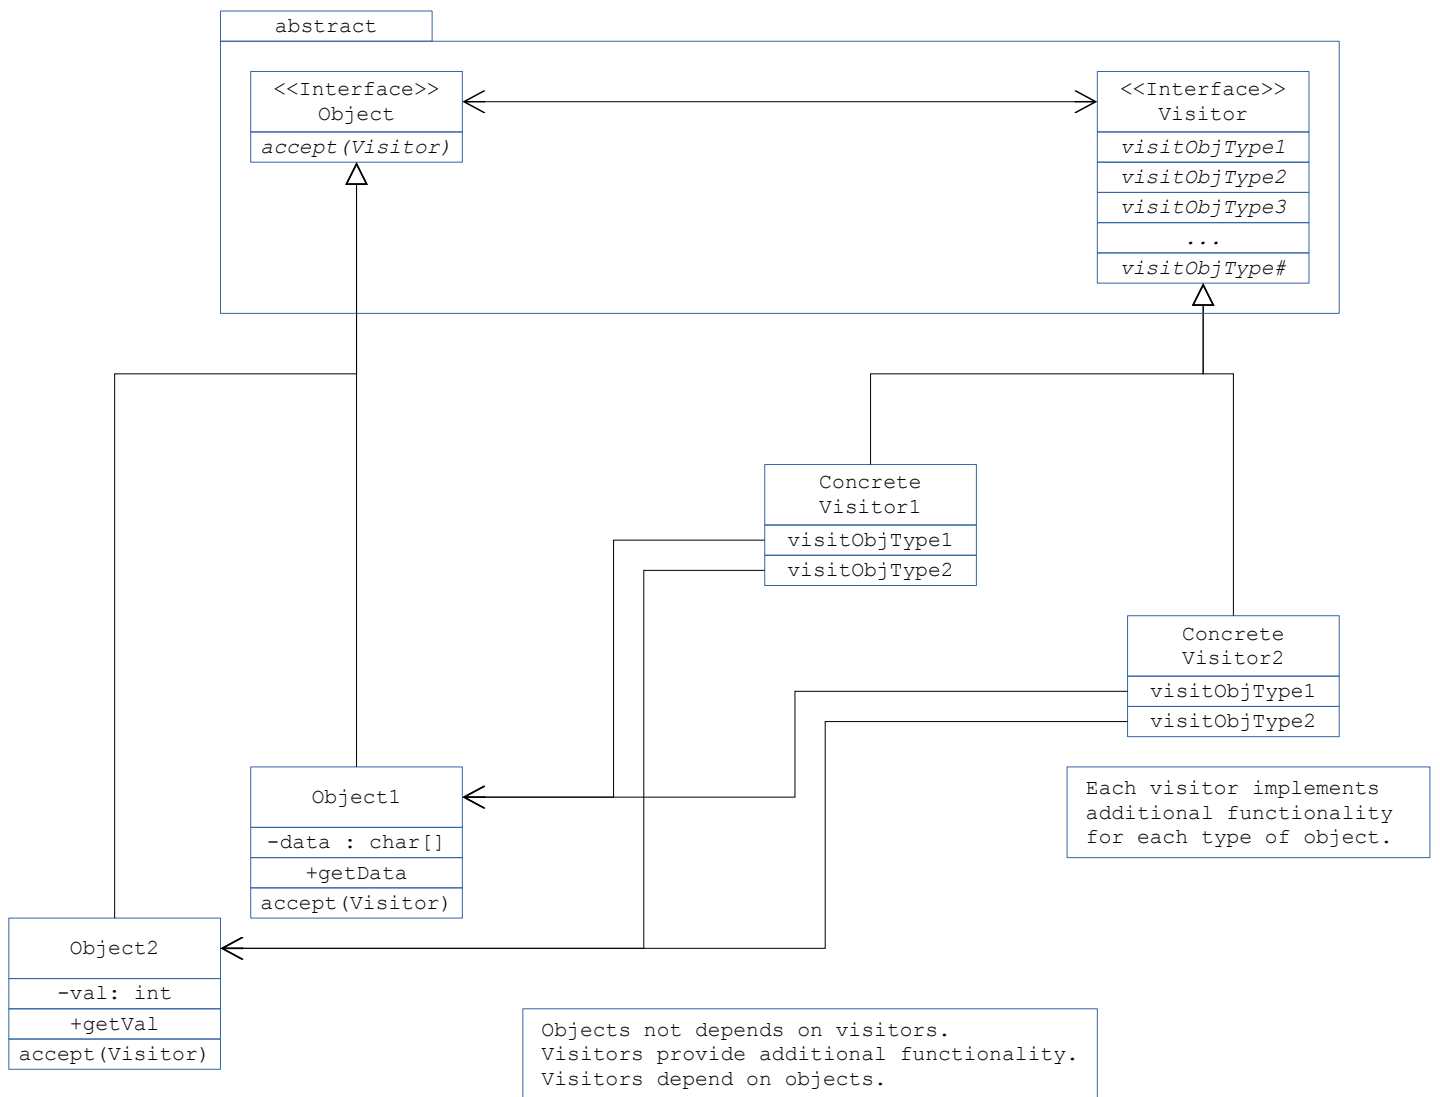 abstract
<<Interface>>
Object
accept(Visitor)
<<Interface>>
Visitor
visitObjType1
visitObjType2
visitObjType3
...
visitObjType#
Concrete
Visitor1
visitObjType1
visitObjType2
Concrete
Visitor2
visitObjType1
visitObjType2
Each visitor implements
additional functionality
for each type of object.
Object1
-data : char[]
+getData
accept(Visitor)
Object2
-val: int
+getVal
accept(Visitor)
Objects not depends on visitors.
Visitors provide additional functionality.
Visitors depend on objects.